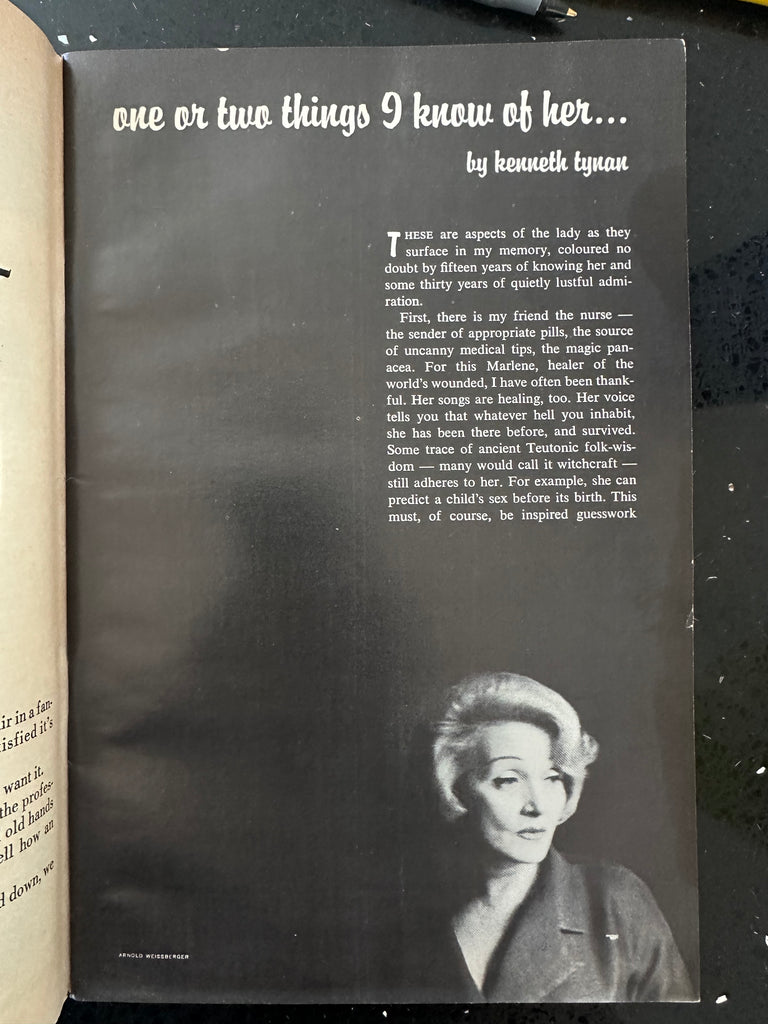 one or two things I know of her...
by kenneth tynan
THESE are aspects of the lady as they
surface in my memory, coloured no
doubt by fifteen years of knowing her and
some thirty years of quietly lustful admi-
ration.
First, there is my friend the nurse —
the sender of appropriate pills, the source
of uncanny medical tips, the magic pan-
acea. For this Marlene, healer of the
world's wounded, I have often been thank-
ful. Her songs are healing, too. Her voice
tells you that whatever hell you inhabit,
she has been there before, and survived.
Some trace of ancient Teutonic folk-wis-
dom — many would call it witchcraft —
still adheres to her. For example, she can
predict a child's sex before its birth. This
must, of course, be inspired guesswork
ARNOLD WEISSBERGER
ir in a fan-
isfied it's
want it.
the profes-
old hands
ell how an
d down, we